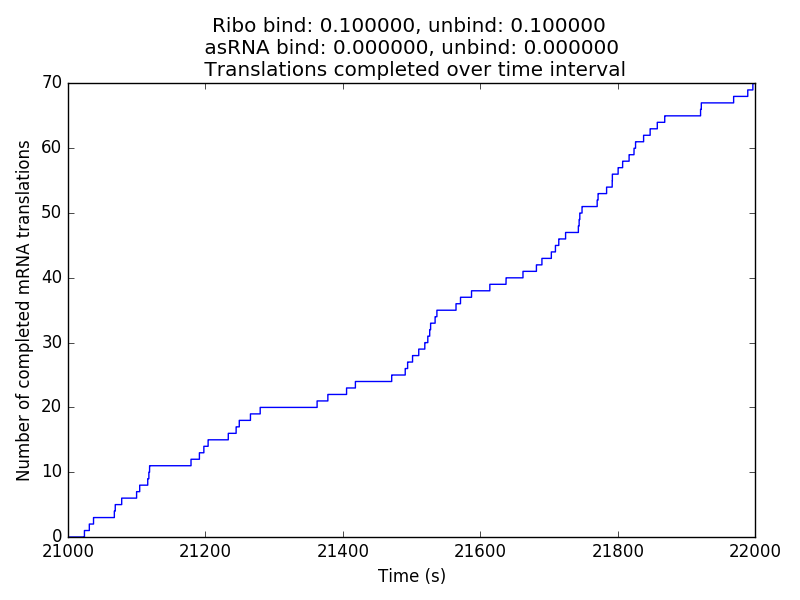 Ribo bind: 0.100000, unbind: 0.100000
asRNA bind: 0.000000, unbind: 0.000000
Translations completed over time interval
Number of completed mRNA translations
70
60
50
40
30
20
10
0
21000 21200 21400 21600 21800 22000
Time (s)